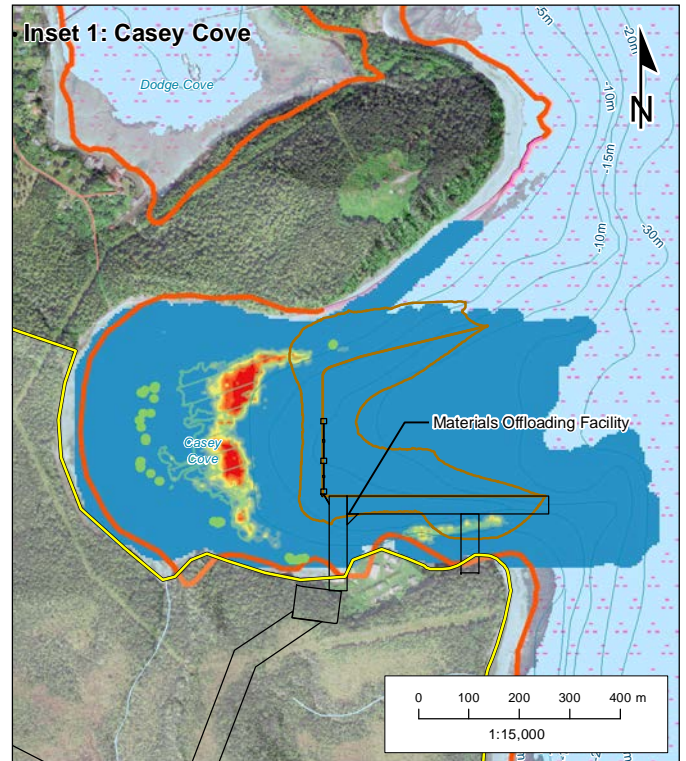 Inset 1: Casey Cove
-5m
-20m
N
Dodge Cove
-10m
-15m
-10m
-30m
Materials Offloading Facility
Casey
Cove
0 100 200 300 400 m
1:15,000